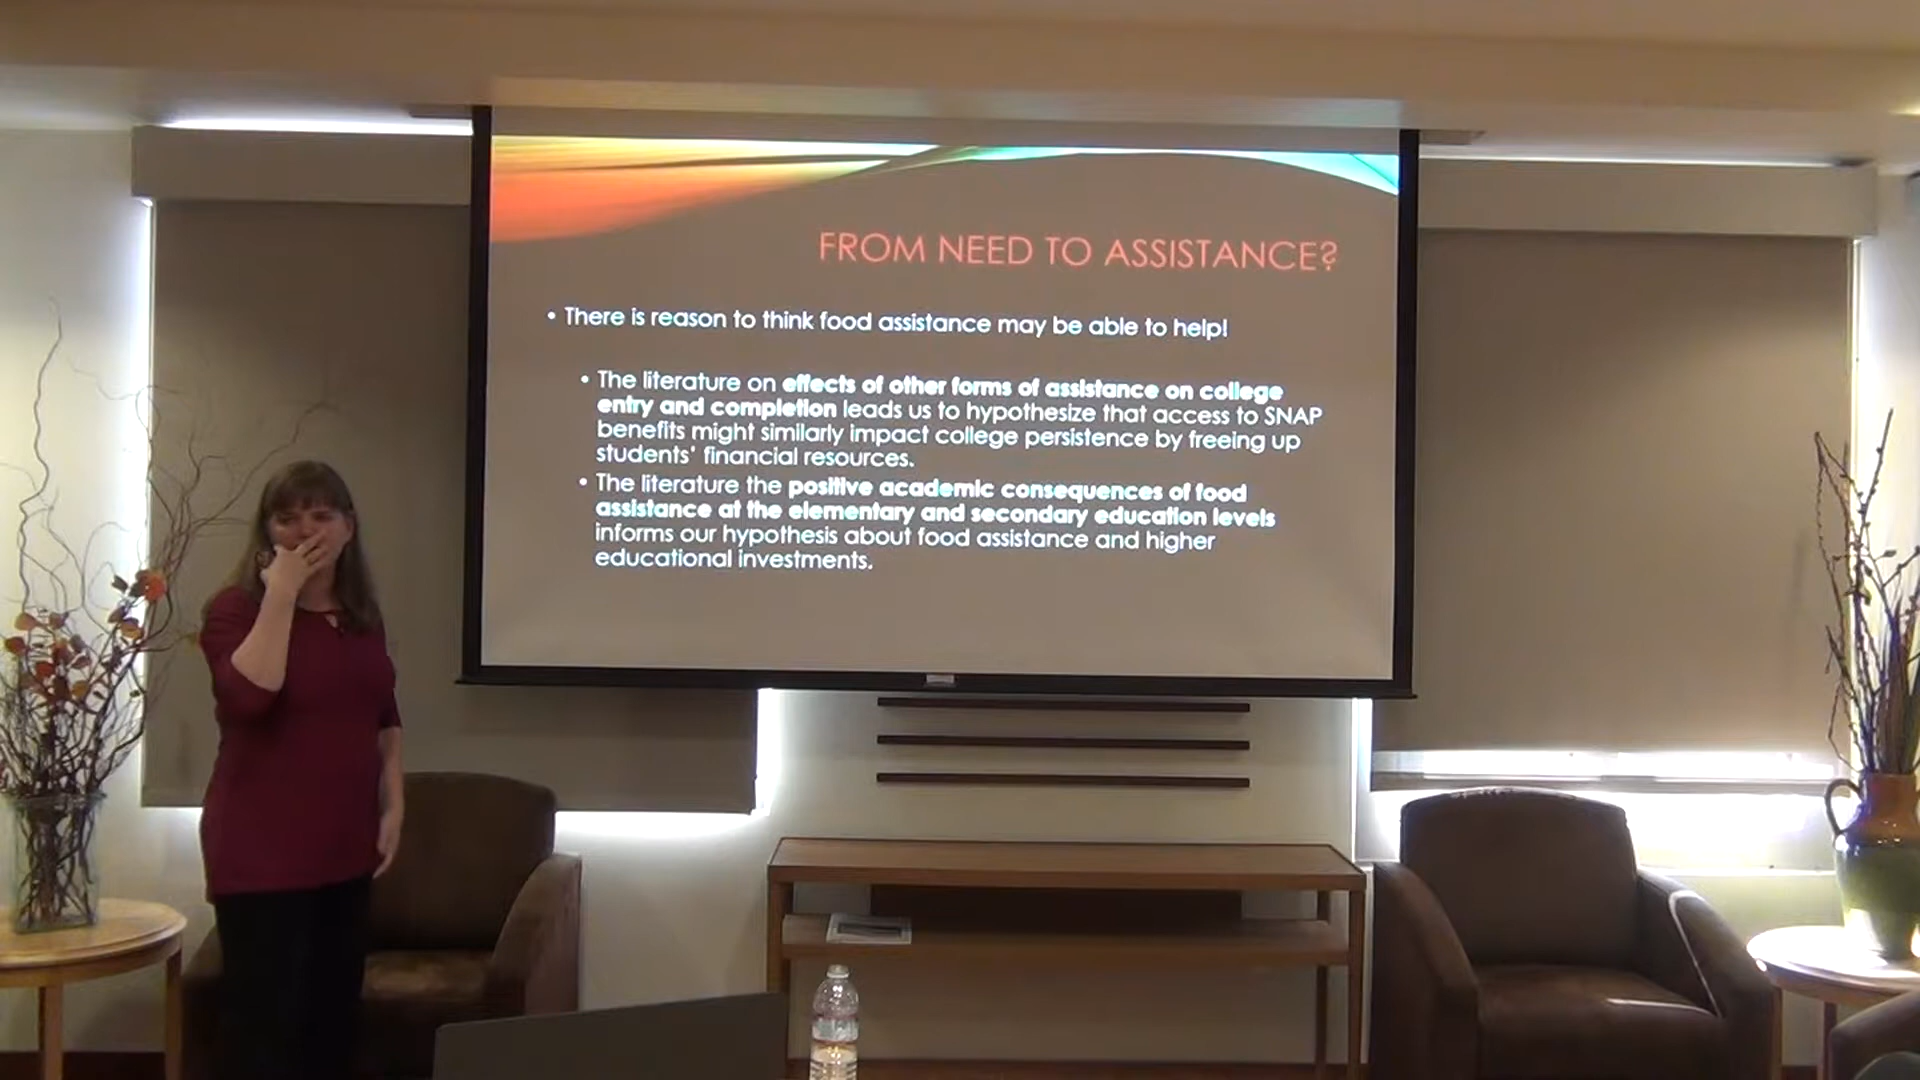 FROM NEED TO ASSISTANCE?
• There is reason to think food assistance may be able to help!
• The literature on effects of other forms of assistance on college
entry and completion leads us to hypothesize that access to SNAP
benefits might similarly impact college persistence by freeing up
students' financial resources.
• The literature the positive academic consequences of food
assistance at the elementary and secondary education levels
informs our hypothesis about food assistance and higher
educational investments.